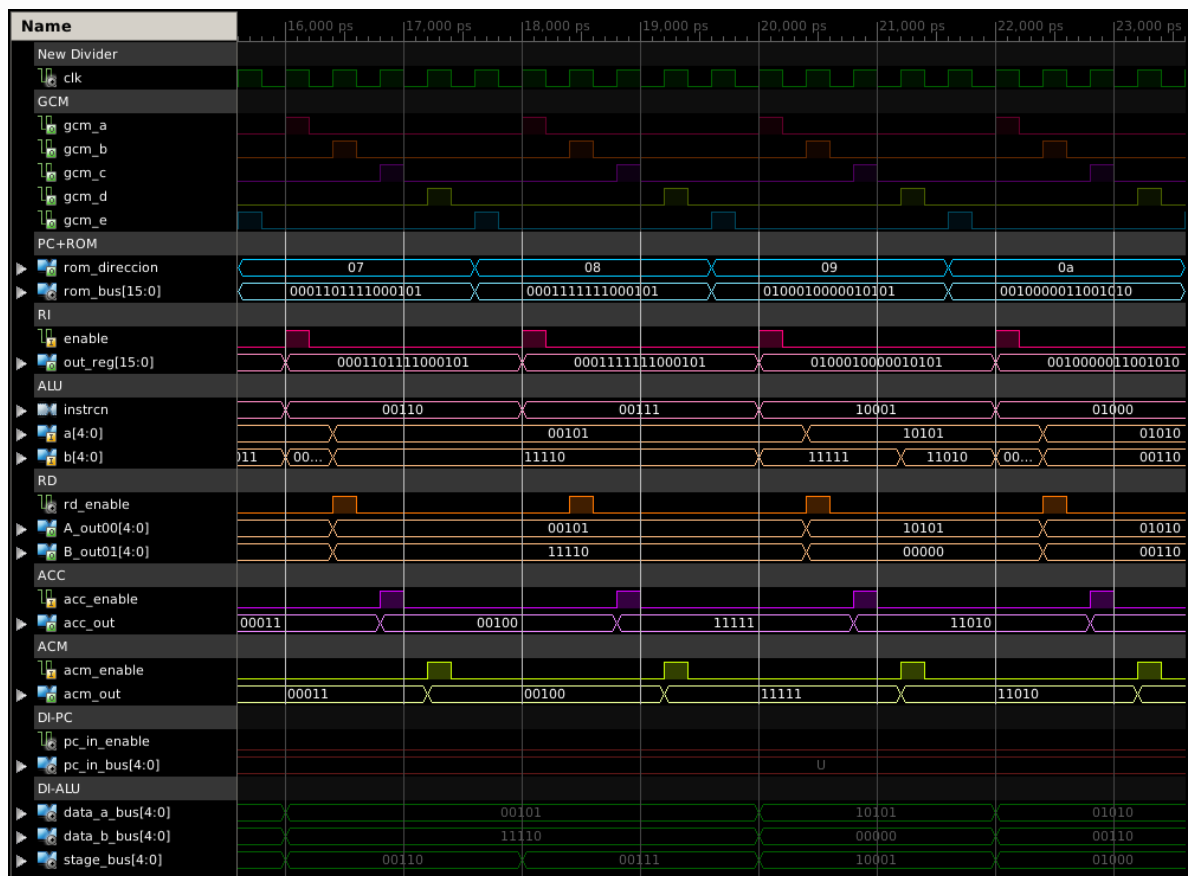 Name 16,000 ps 17,000 ps 18,000 ps 19,000 ps 20,000 ps 21,000 ps 22,000 ps 23,000 ps
New Divider
clk
GCM
gcm_a
gcm_b
gcm_c
gcm_d
gcm_e
PC+ROM
rom_direccion 07 08 09 0a
rom_bus[15:0] 0001101111000101 0001111111000101 0100010000010101 0010000011001010
RI
enable
out_reg[15:0] 0001101111000101 0001111111000101 0100010000010101 0010000011001010
ALU
instrcn 00110 00111 10001 01000
a[4:0] 00101 10101 01010
b[4:0] 011 00... 11110 11111 11010 00... 00110
RD
rd_enable
A_out00[4:0] 00101 10101 01010
B_out01[4:0] 11110 00000 00110
ACC
acc_enable
acc_out 00011 00100 11111 11010
ACM
acm_enable
acm_out 00011 00100 11111 11010
DI-PC
pc_in_enable
pc_in_bus[4:0] U
DI-ALU
data_a_bus[4:0] 00101 10101 01010
data_b_bus[4:0] 11110 00000 00110
stage_bus[4:0] 00110 00111 10001 01000